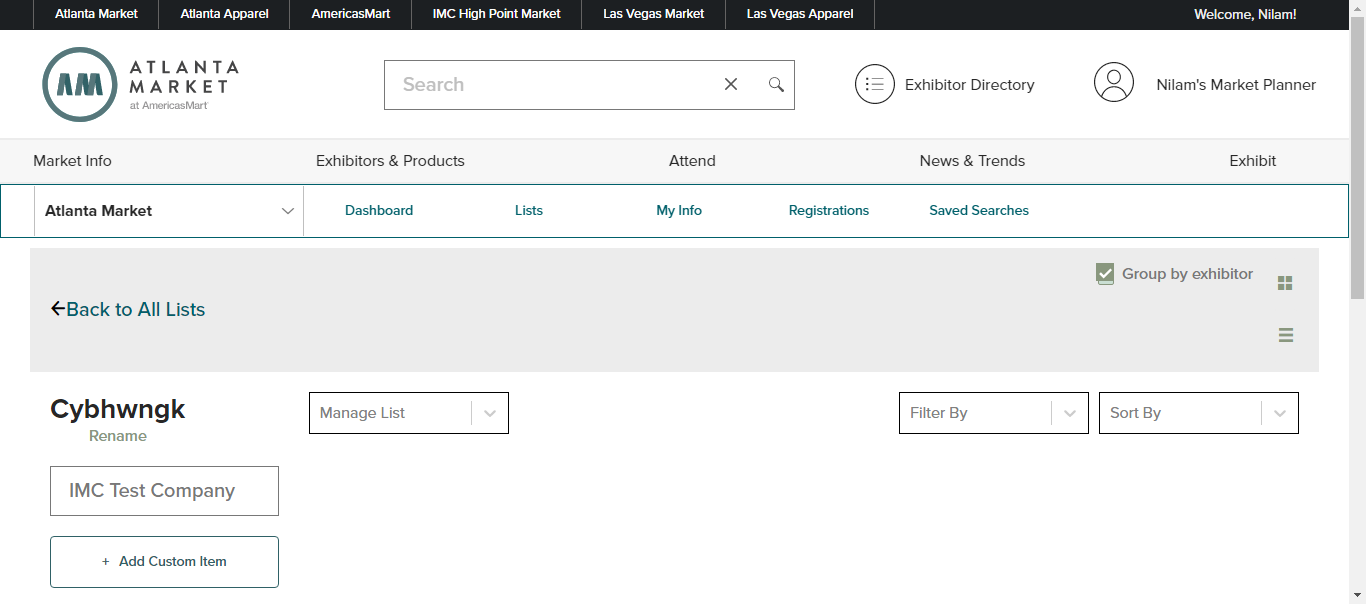 Atlanta Market Atlanta Apparel AmericasMart IMC High Point Market Las Vegas Market Las Vegas Apparel Welcome, Nilam!
AM ATLANTA
MARKET
at AmericasMart
Search Exhibitor Directory Nilam's Market Planner
Market Info Exhibitors & Products Attend News & Trends Exhibit
Atlanta Market Dashboard Lists My Info Registrations Saved Searches
Group by exhibitor
Back to All Lists
Cybhwngk Manage List Filter By Sort By
Rename
IMC Test Company
+ Add Custom Item